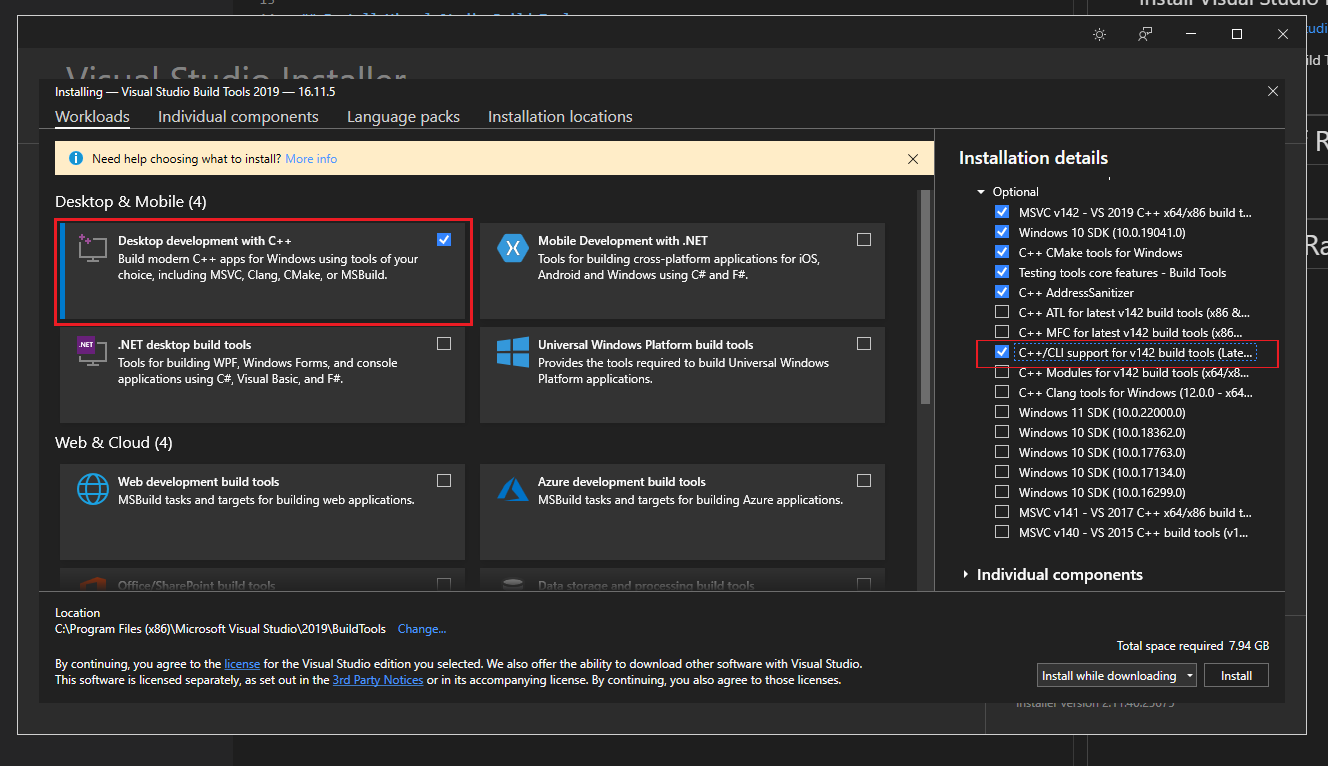 15
Install Visual Studio
Visual Studio Installer
Installing — Visual Studio Build Tools 2019 — 16.11.5
Workloads
Individual components
Language packs
Installation locations
Need help choosing what to install? More info
Desktop & Mobile (4)
Desktop development with C++
Build modern C++ apps for Windows using tools of your
choice, including MSVC, Clang, CMake, or MSBuild.
Mobile Development with .NET
Tools for building cross-platform applications for iOS,
Android and Windows using C# and F#.
.NET
.NET desktop build tools
Tools for building WPF, Windows Forms, and console
applications using C#, Visual Basic, and F#.
Universal Windows Platform build tools
Provides the tools required to build Universal Windows
Platform applications.
Web & Cloud (4)
Web development build tools
MSBuild tasks and targets for building web applications.
Azure development build tools
MSBuild tasks and targets for building Azure applications.
Office/SharePoint build tools
Data storage and processing build tools
Installation details
Optional
MSVC v142 - VS 2019 C++ x64/x86 build t...
Windows 10 SDK (10.0.19041.0)
C++ CMake tools for Windows
Testing tools core features - Build Tools
C++ AddressSanitizer
C++ ATL for latest v142 build tools (x86 &...
C++ MFC for latest v142 build tools (x86...
C++/CLI support for v142 build tools (Late...
C++ Modules for v142 build tools (x64/x8...
C++ Clang tools for Windows (12.0.0 - x64...
Windows 11 SDK (10.0.22000.0)
Windows 10 SDK (10.0.18362.0)
Windows 10 SDK (10.0.17763.0)
Windows 10 SDK (10.0.17134.0)
Windows 10 SDK (10.0.16299.0)
MSVC v141 - VS 2017 C++ x64/x86 build t...
MSVC v140 - VS 2015 C++ build tools (v1...
Individual components
Location
C:\Program Files (x86)\Microsoft Visual Studio\2019\BuildTools Change...
By continuing, you agree to the license for the Visual Studio edition you selected. We also offer the ability to download other software with Visual Studio.
This software is licensed separately, as set out in the 3rd Party Notices or in its accompanying license. By continuing, you also agree to those licenses.
Total space required 7.94 GB
Install while downloading
Install